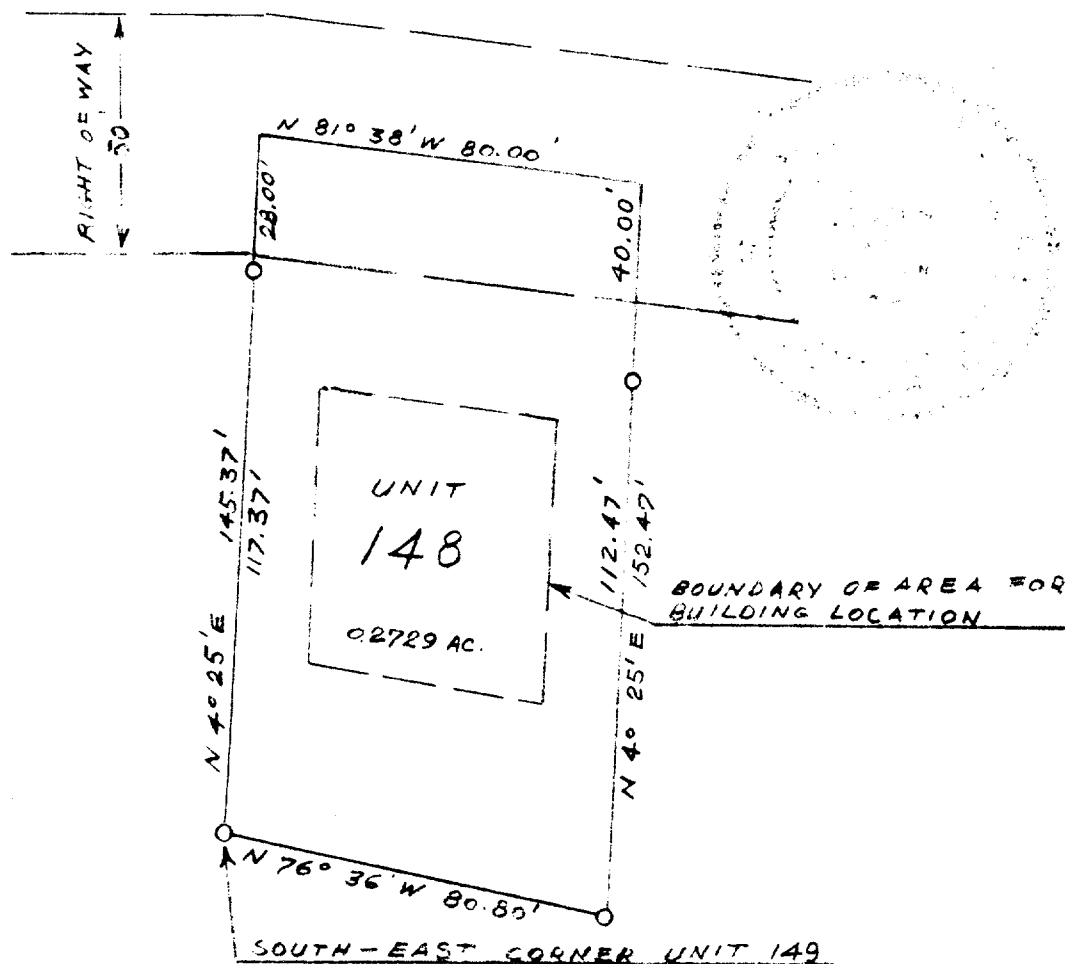 RIGHT OF WAY
50'
N 81° 38' W 80.00'
28.00'
40.00'
145.37'
117.37'
N 4° 25' E
UNIT
148
0.2729 AC.
112.47'
152.47'
N 4° 25' E
BOUNDARY OF AREA FOR
BUILDING LOCATION
N 76° 36' W 80.80'
SOUTH-EAST CORNER UNIT 149